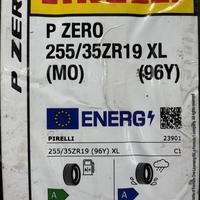 PIRELLI
P ZERO
P ZERO
255/35ZR19 XL
(MO) (96Y)
ENERG
PIRELLI 23901
255/35ZR19 (96Y) XL C1
A
A